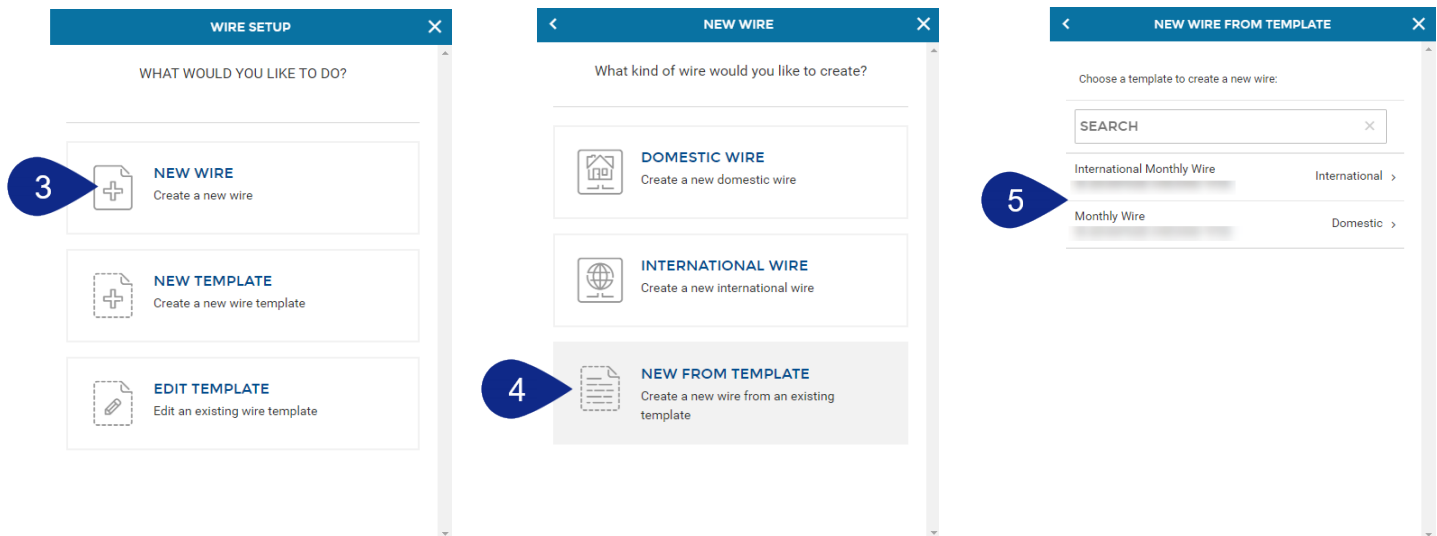 WIRE SETUP
WHAT WOULD YOU LIKE TO DO?
3
NEW WIRE
Create a new wire
NEW TEMPLATE
Create a new wire template
EDIT TEMPLATE
Edit an existing wire template
NEW WIRE
What kind of wire would you like to create?
DOMESTIC WIRE
Create a new domestic wire
INTERNATIONAL WIRE
Create a new international wire
4
NEW FROM TEMPLATE
Create a new wire from an existing
template
NEW WIRE FROM TEMPLATE
Choose a template to create a new wire:
SEARCH
5
International Monthly Wire
International
Monthly Wire
Domestic